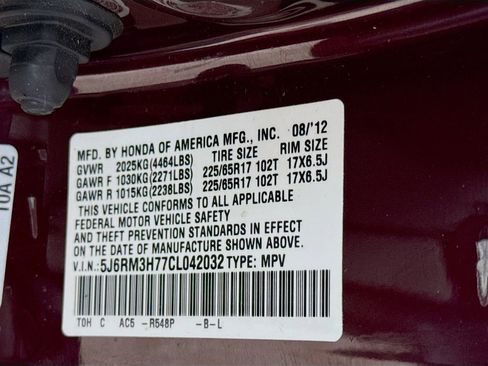 MFD. BY HONDA OF AMERICA MFG., INC. 08/'12
GVWR 2025KG(4464LBS) TIRE SIZE RIM SIZE
GAWR F 1030KG(2271LBS) 225/65R17 102T 17X6.5J
GAWR R 1015KG(2238LBS) 225/65R17 102T 17X6.5J
THIS VEHICLE CONFORMS TO ALL APPLICABLE
FEDERAL MOTOR VEHICLE SAFETY
AND THEFT PREVENTION STANDARDS IN EFFECT
ON THE DATE OF MANUFACTURE SHOWN ABOVE.
V.I.N.: 5J6RM3H77CL042032 TYPE: MPV
TOH C AC5 -R548P -B-L
10A A2